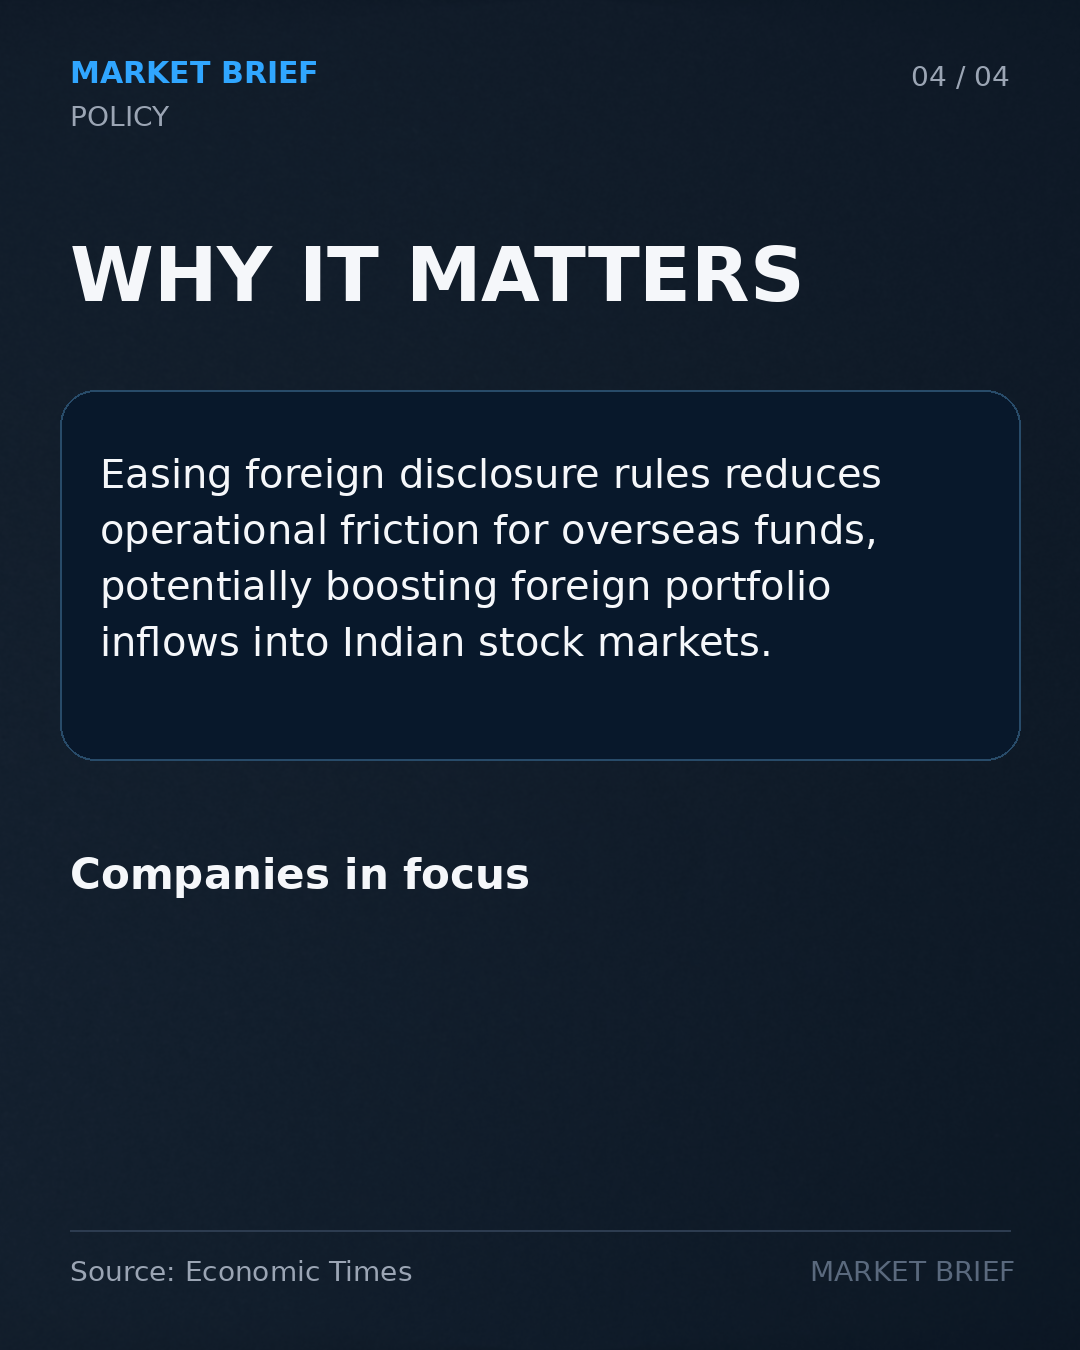 MARKET BRIEF
04 / 04
POLICY
WHY IT MATTERS
Easing foreign disclosure rules reduces
operational friction for overseas funds,
potentially boosting foreign portfolio
inflows into Indian stock markets.
Companies in focus
Source: Economic Times
MARKET BRIEF